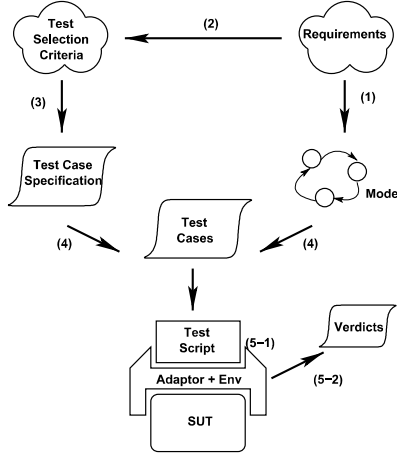 Test
Selection
Criteria
(2)
Requirements
(3)
(1)
Test Case
Specification
Mode
(4)
Test
Cases
(4)
Test
Script
(5–1)
Verdicts
Adaptor + Env
(5–2)
SUT